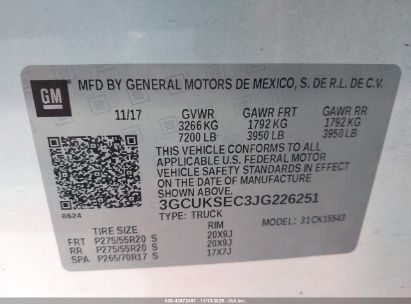 GM
MFD BY GENERAL MOTORS DE MEXICO, S. DE R.L. DE C.V.
11/17 GVWR GAWR FRT GAWR RR
3266 KG 1792 KG 1792 KG
7200 LB 3950 LB 3950 LB
THIS VEHICLE CONFORMS TO ALL
APPLICABLE U.S. FEDERAL MOTOR
VEHICLE SAFETY STANDARDS IN EFFECT
ON THE DATE OF MANUFACTURE
SHOWN ABOVE.
3GCUKSEC3JG226251
8624 TYPE: TRUCK MODEL: 31CK15543
TIRE SIZE RIM
FRT P275/55R20 S 20X9J
RR P275/55R20 S 20X9J
SPA P265/70R17 S 17X7J